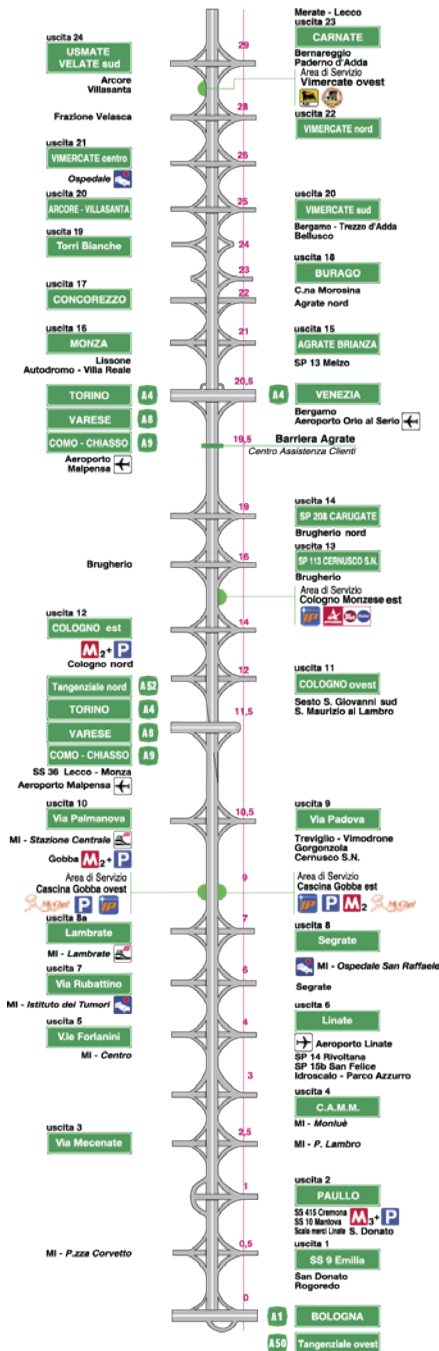 Merate - Lecco
uscita 23
CARNATE
Bernareggio
Paderno d'Adda
uscita 24
USMATE
VELATE sud
Arcore
Villasanta
29
Area di Servizio
Vimercate ovest
Frazione Velasca
28
uscita 22
VIMERCATE nord
uscita 21
VIMERCATE centro
Ospedale
26
uscita 20
ARCORE - VILLASANTA
25
uscita 20
VIMERCATE sud
Bergamo - Trezzo d'Adda
Bellusco
uscita 19
Torri Bianche
24
uscita 18
BURAGO
C.na Morosina
Agrate nord
23
uscita 17
CONCOREZZO
22
uscita 16
MONZA
Lissone
Autodromo - Villa Reale
21
uscita 15
AGRATE BRIANZA
SP 13 Melzo
20,5
TORINO A4
VARESE A8
COMO - CHIASSO A9
Aeroporto
Malpensa
A4 VENEZIA
Bergamo
Aeroporto Orio al Serio
19,5
Barriera Agrate
Centro Assistenza Clienti
19
uscita 14
SP 208 CARUGATE
Brugherio nord
Brugherio
16
uscita 13
SP 113 CERNUSCO S.N.
Brugherio
Area di Servizio
Cologno Monzese est
IP
uscita 12
COLOGNO est
M2+P
Cologno nord
14
12
uscita 11
COLOGNO ovest
Sesto S. Giovanni sud
S. Maurizio al Lambro
Tangenziale nord A52
TORINO A4
VARESE A8
COMO - CHIASSO A9
SS 36 Lecco - Monza
Aeroporto Malpensa
11,5
uscita 10
Via Palmanova
MI - Stazione Centrale
Gobba M2+P
10,5
uscita 9
Via Padova
Treviglio - Vimodrone
Gorgonzola
Cernusco S.N.
Area di Servizio
Cascina Gobba ovest
P IP
9
Area di Servizio
Cascina Gobba est
IP P M2
uscita 8a
Lambrate
MI - Lambrate
7
uscita 8
Segrate
MI - Ospedale San Raffaele
Segrate
uscita 7
Via Rubattino
MI - Istituto dei Tumori
6
uscita 6
Linate
Aeroporto Linate
SP 14 Rivoltana
SP 15b San Felice
Idroscalo - Parco Azzurro
uscita 5
V.le Forlanini
MI - Centro
4
3
uscita 4
C.A.M.M.
MI - Monluè
MI - P. Lambro
uscita 3
Via Mecenate
2,5
uscita 2
PAULLO
SS 415 Cremona
SS 10 Mantova
Scalo merci Linate
M3+P
S. Donato
1
MI - P.zza Corvetto
0,5
uscita 1
SS 9 Emilia
San Donato
Rogoredo
0
A1 BOLOGNA
A50 Tangenziale ovest